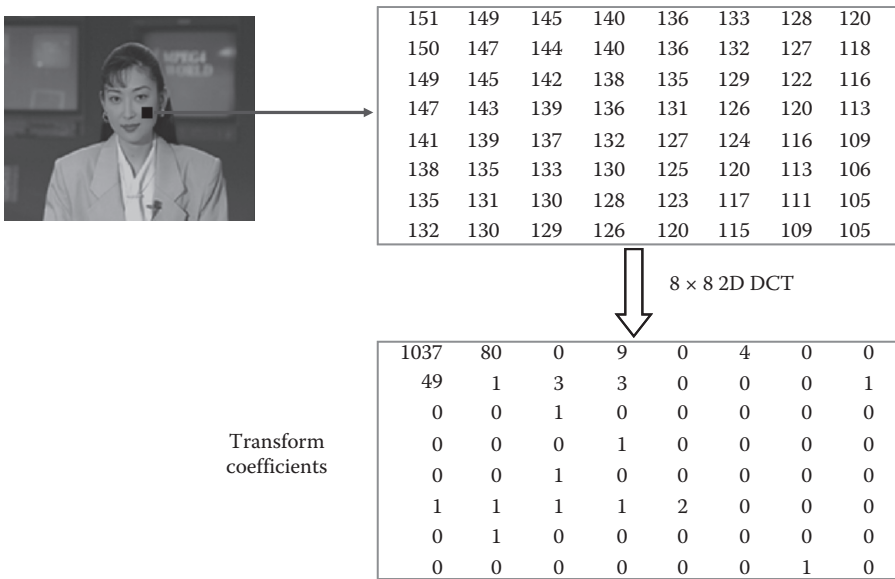 MPEG4
WORLD
151 149 145 140 136 133 128 120
150 147 144 140 136 132 127 118
149 145 142 138 135 129 122 116
147 143 139 136 131 126 120 113
141 139 137 132 127 124 116 109
138 135 133 130 125 120 113 106
135 131 130 128 123 117 111 105
132 130 129 126 120 115 109 105
8 × 8 2D DCT
Transform
coefficients
1037 80 0 9 0 4 0 0
49 1 3 3 0 0 0 1
0 0 1 0 0 0 0 0
0 0 0 1 0 0 0 0
0 0 1 0 0 0 0 0
1 1 1 1 2 0 0 0
0 1 0 0 0 0 0 0
0 0 0 0 0 0 1 0